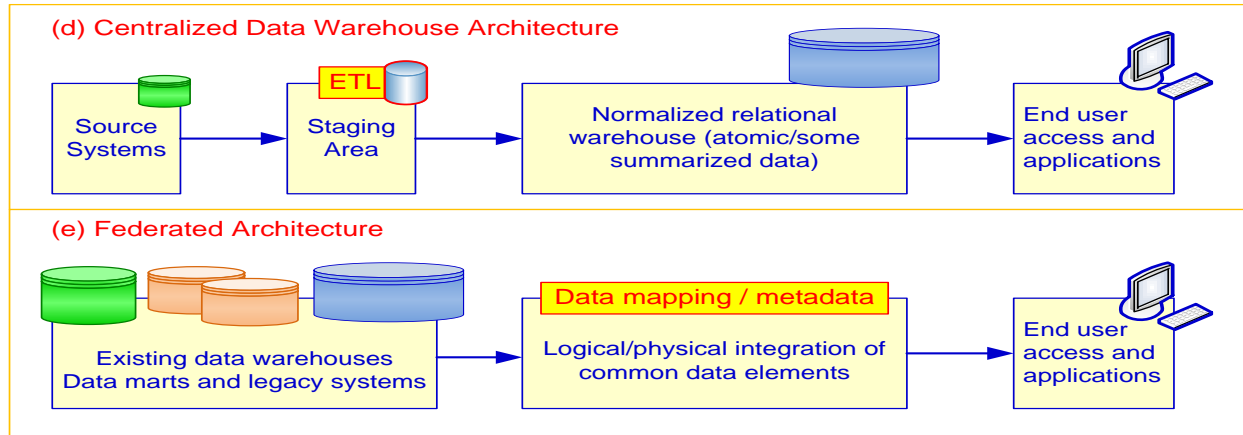 (d) Centralized Data Warehouse Architecture
ETL
Source
Systems
Staging
Area
Normalized relational
warehouse (atomic/some
summarized data)
End user
access and
applications
(e) Federated Architecture
Existing data warehouses
Data marts and legacy systems
Data mapping / metadata
Logical/physical integration of
common data elements
End user
access and
applications